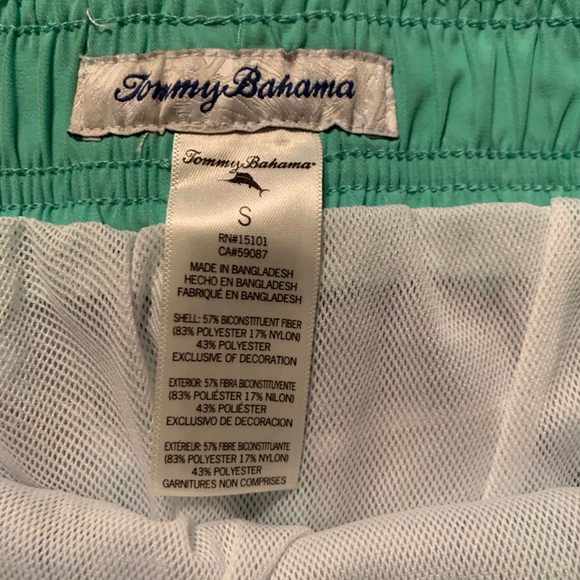 Tommy Bahama
Tommy Bahama
S
RN#15101
CA#59087
MADE IN BANGLADESH
HECHO EN BANGLADESH
FABRIQUÉ EN BANGLADESH
SHELL: 57% BICONSTITUENT FIBER
(83% POLYESTER 17% NYLON)
43% POLYESTER
EXCLUSIVE OF DECORATION
EXTERIOR: 57% FIBRA BICONSTITUYENTE
(83% POLIÉSTER 17% NILON)
43% POLIÉSTER
EXCLUSIVO DE DECORACION
EXTÉRIEUR: 57% FIBRE BICONSTITUANTE
(83% POLYESTER 17% NYLON)
43% POLYESTER
GARNITURES NON COMPRISES